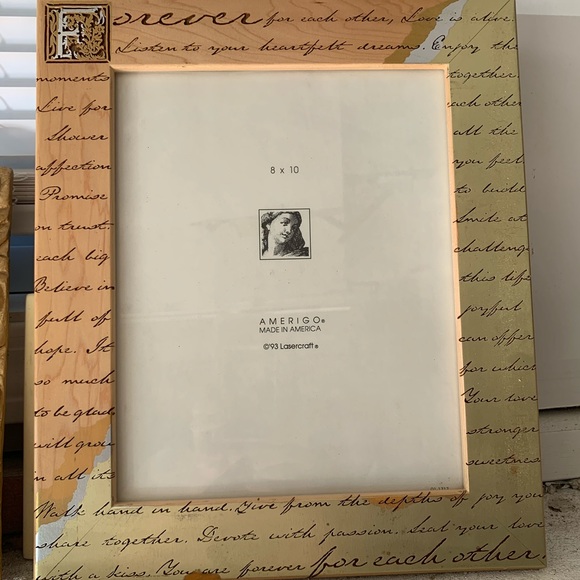 Forever for each other, Love is alive.
Listen to your heartfelt dreams. Enjoy the
moments together.
Live for each other
Shower all the
affection you feel
Promise to build
on trust. Smile at
each big challenge
Believe in this life
full of joyful
hope. It can offer
so much for which
to be glad Your love
will grow stronger
in all its sweetness
Walk hand in hand. Give from the depths of joy you
share together. Devote with passion. Seal your love
with a kiss. You are forever for each other.
8 x 10
AMERIGO®
MADE IN AMERICA
©'93 Lasercraft®